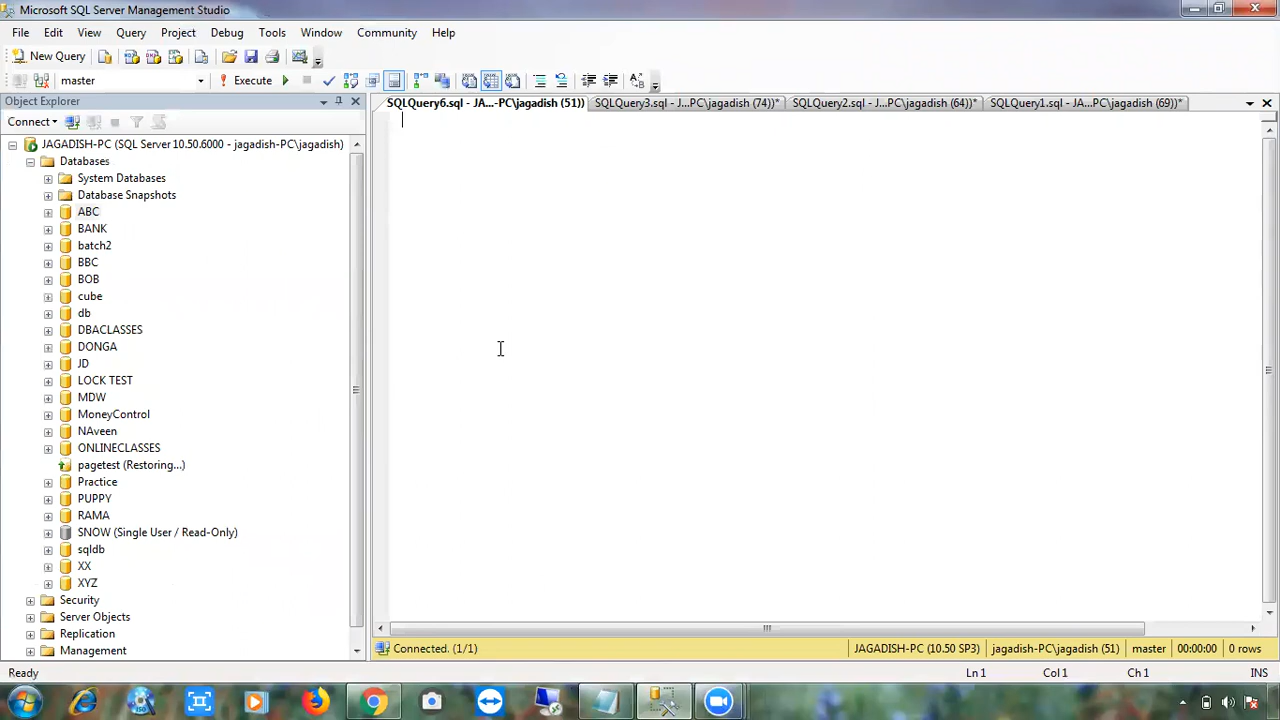 Microsoft SQL Server Management Studio
File Edit View Query Project Debug Tools Window Community Help
New Query
master Execute
Object Explorer
SQLQuery6.sql - JA...-PC\jagadish (51)) SQLQuery3.sql - J...PC\jagadish (74))* SQLQuery2.sql - J...PC\jagadish (64))* SQLQuery1.sql - JA...PC\jagadish (69))*
Connect
JAGADISH-PC (SQL Server 10.50.6000 - jagadish-PC\jagadish)
Databases
System Databases
Database Snapshots
ABC
BANK
batch2
BBC
BOB
cube
db
DBACLASSES
DONGA
JD
LOCK TEST
MDW
MoneyControl
NAveen
ONLINECLASSES
pagetest (Restoring...)
Practice
PUPPY
RAMA
SNOW (Single User / Read-Only)
sqldb
XX
XYZ
Security
Server Objects
Replication
Management
Connected. (1/1) JAGADISH-PC (10.50 SP3) jagadish-PC\jagadish (51) master 00:00:00 0 rows
Ready Ln 1 Col 1 Ch 1 INS